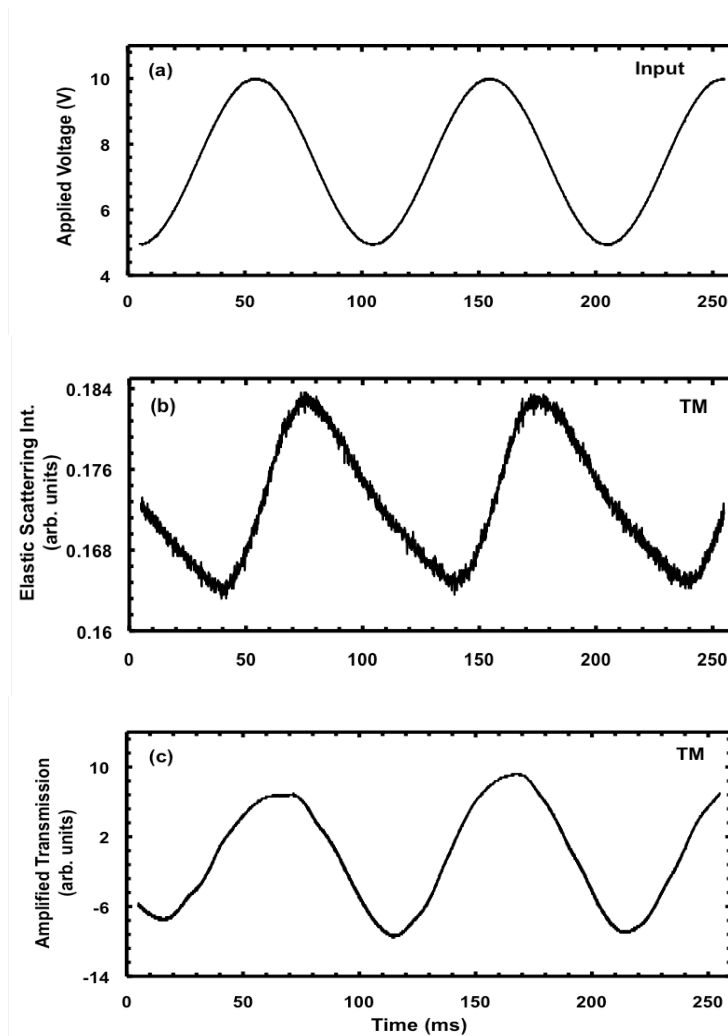 (a)
Input
10
8
6
4
Applied Voltage (V)
0
50
100
150
200
250
(b)
TM
0.184
0.176
0.168
0.16
Elastic Scatterring Int.
(arb. units)
0
50
100
150
200
250
(c)
TM
10
2
-6
-14
Amplified Transmission
(arb. units)
0
50
100
150
200
250
Time (ms)